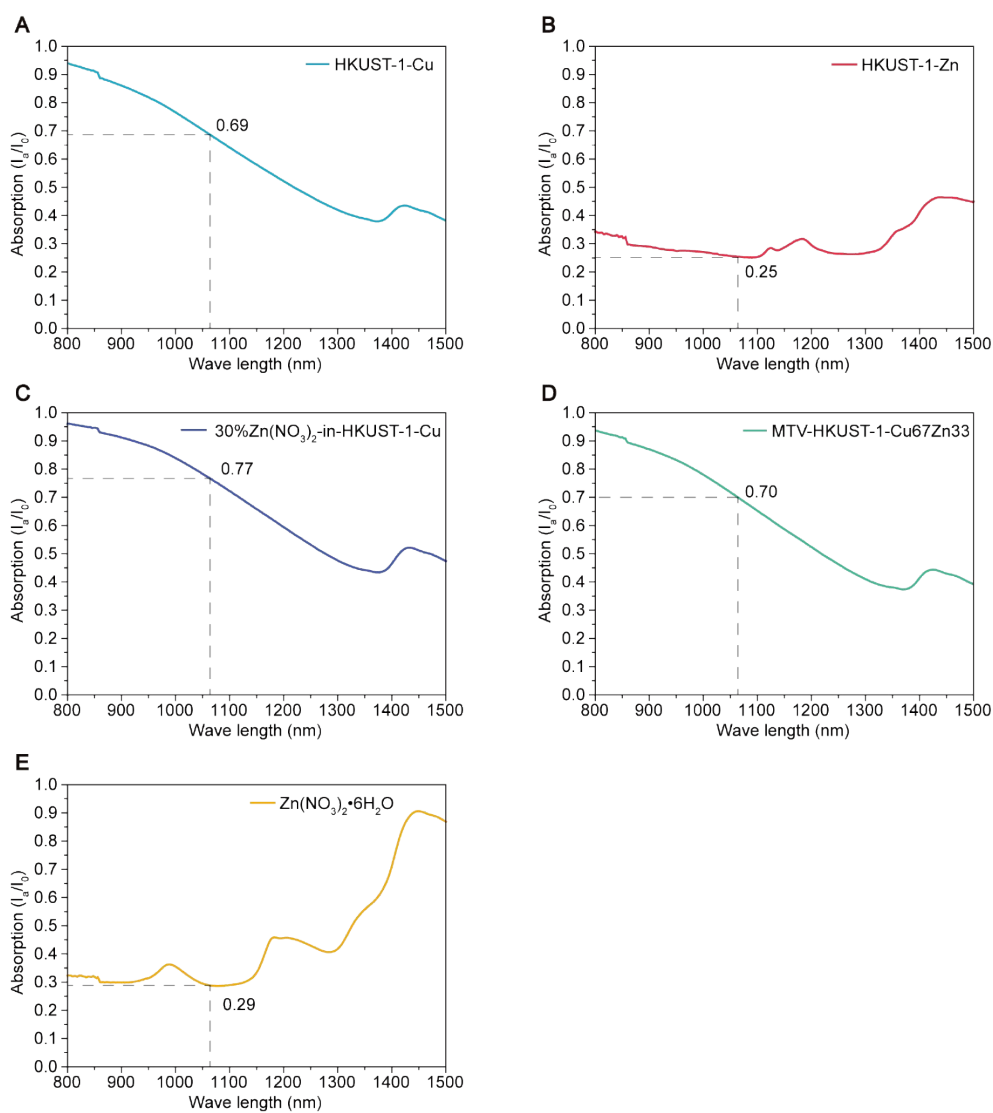 A
HKUST-1-Cu
1.0
0.9
0.8
0.7
0.6
0.5
0.4
0.3
0.2
0.1
0.0
Absorption (Iₐ/I₀)
0.69
800 900 1000 1100 1200 1300 1400 1500
Wave length (nm)
B
HKUST-1-Zn
1.0
0.9
0.8
0.7
0.6
0.5
0.4
0.3
0.2
0.1
0.0
Absorption (Iₐ/I₀)
0.25
800 900 1000 1100 1200 1300 1400 1500
Wave length (nm)
C
30%Zn(NO₃)₂-in-HKUST-1-Cu
1.0
0.9
0.8
0.7
0.6
0.5
0.4
0.3
0.2
0.1
0.0
Absorption (Iₐ/I₀)
0.77
800 900 1000 1100 1200 1300 1400 1500
Wave length (nm)
D
MTV-HKUST-1-Cu67Zn33
1.0
0.9
0.8
0.7
0.6
0.5
0.4
0.3
0.2
0.1
0.0
Absorption (Iₐ/I₀)
0.70
800 900 1000 1100 1200 1300 1400 1500
Wave length (nm)
E
Zn(NO₃)₂•6H₂O
1.0
0.9
0.8
0.7
0.6
0.5
0.4
0.3
0.2
0.1
0.0
Absorption (Iₐ/I₀)
0.29
800 900 1000 1100 1200 1300 1400 1500
Wave length (nm)